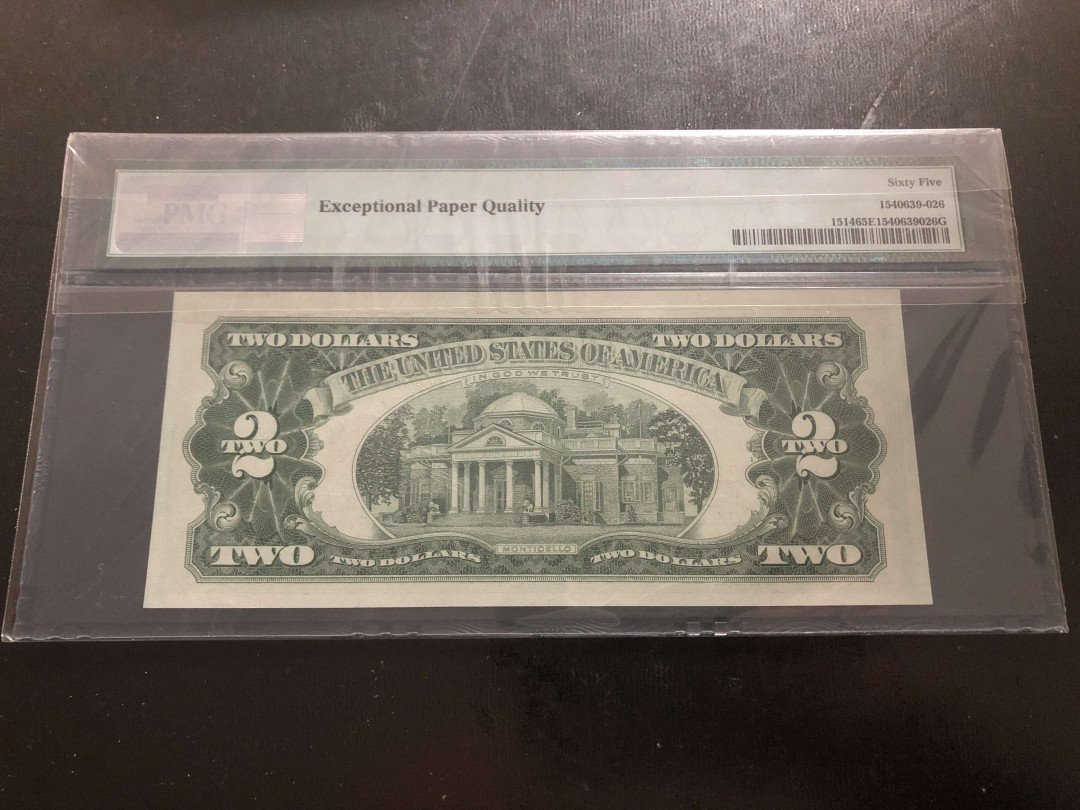 Sixty Five
PMG
Exceptional Paper Quality
1540639-026
151465E1540639026G
TWO DOLLARS
TWO DOLLARS
THE UNITED STATES OF AMERICA
IN GOD WE TRUST
2
TWO
2
TWO
MONTICELLO
TWO
TWO DOLLARS
TWO DOLLARS
TWO